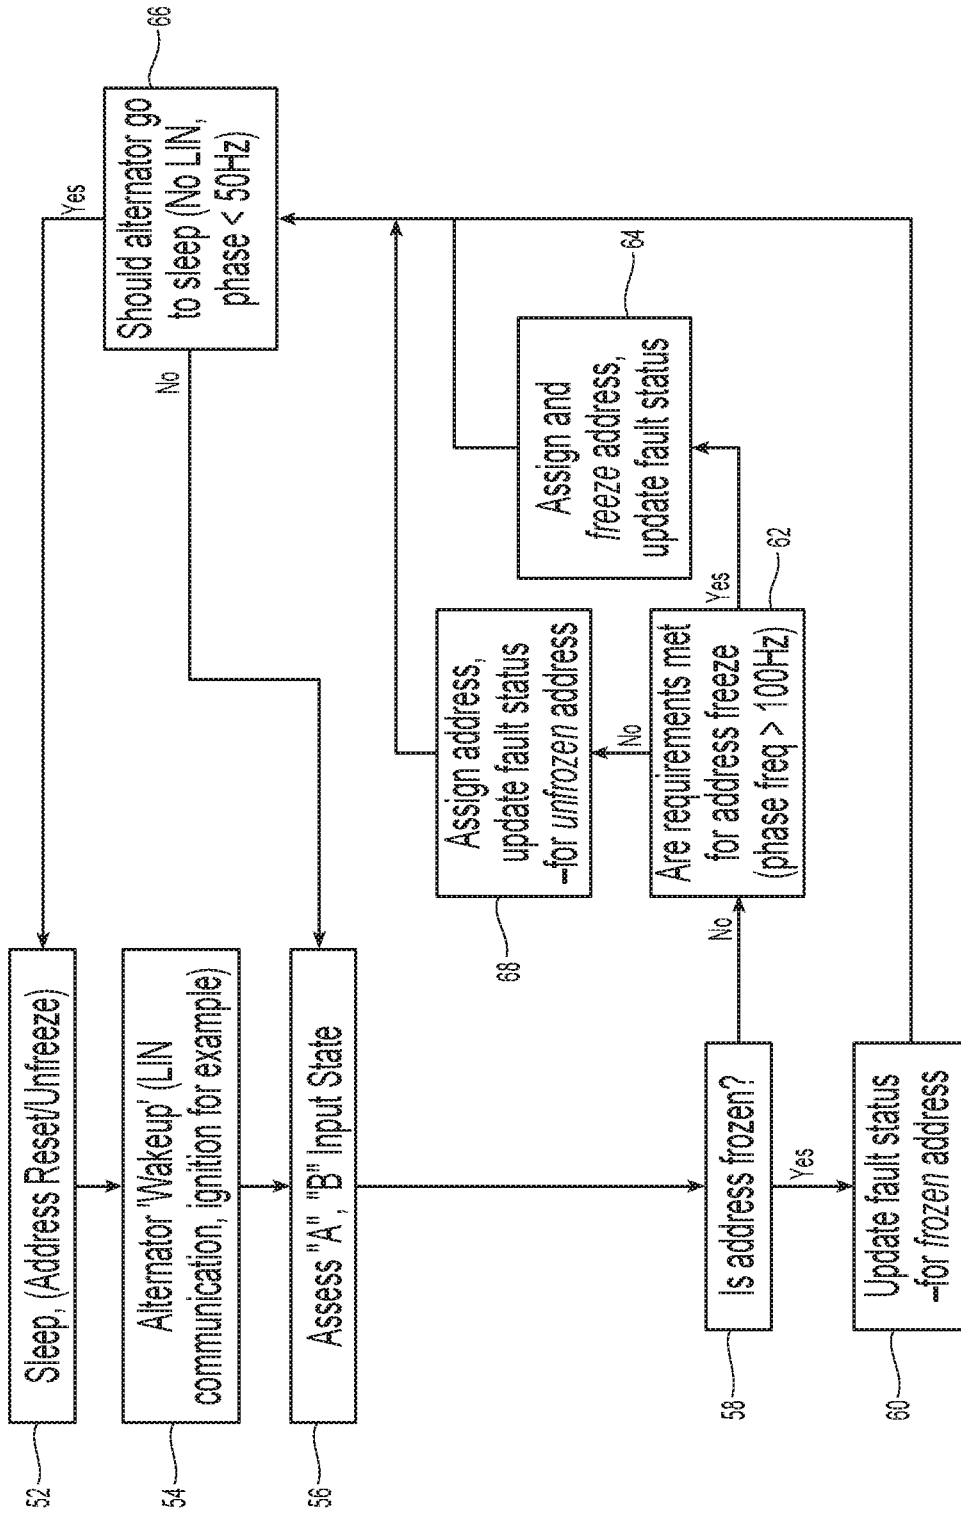 52
Sleep, (Address Reset/Unfreeze)
54
Alternator 'Wakeup' (LIN
communication, ignition for example)
56
Assess "A", "B" Input State
58
Is address frozen?
Yes
No
60
Update fault status
–for frozen address
Are requirements met
for address freeze
(phase freq > 100Hz)
62
No
Yes
68
Assign address,
update fault status
–for unfrozen address
Assign and
freeze address,
update fault status
64
Should alternator go
to sleep (No LIN,
phase < 50Hz)
66
No
Yes